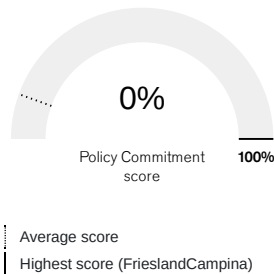 0%
Policy Commitment 100%
score
Average score
Highest score (FrieslandCampina)